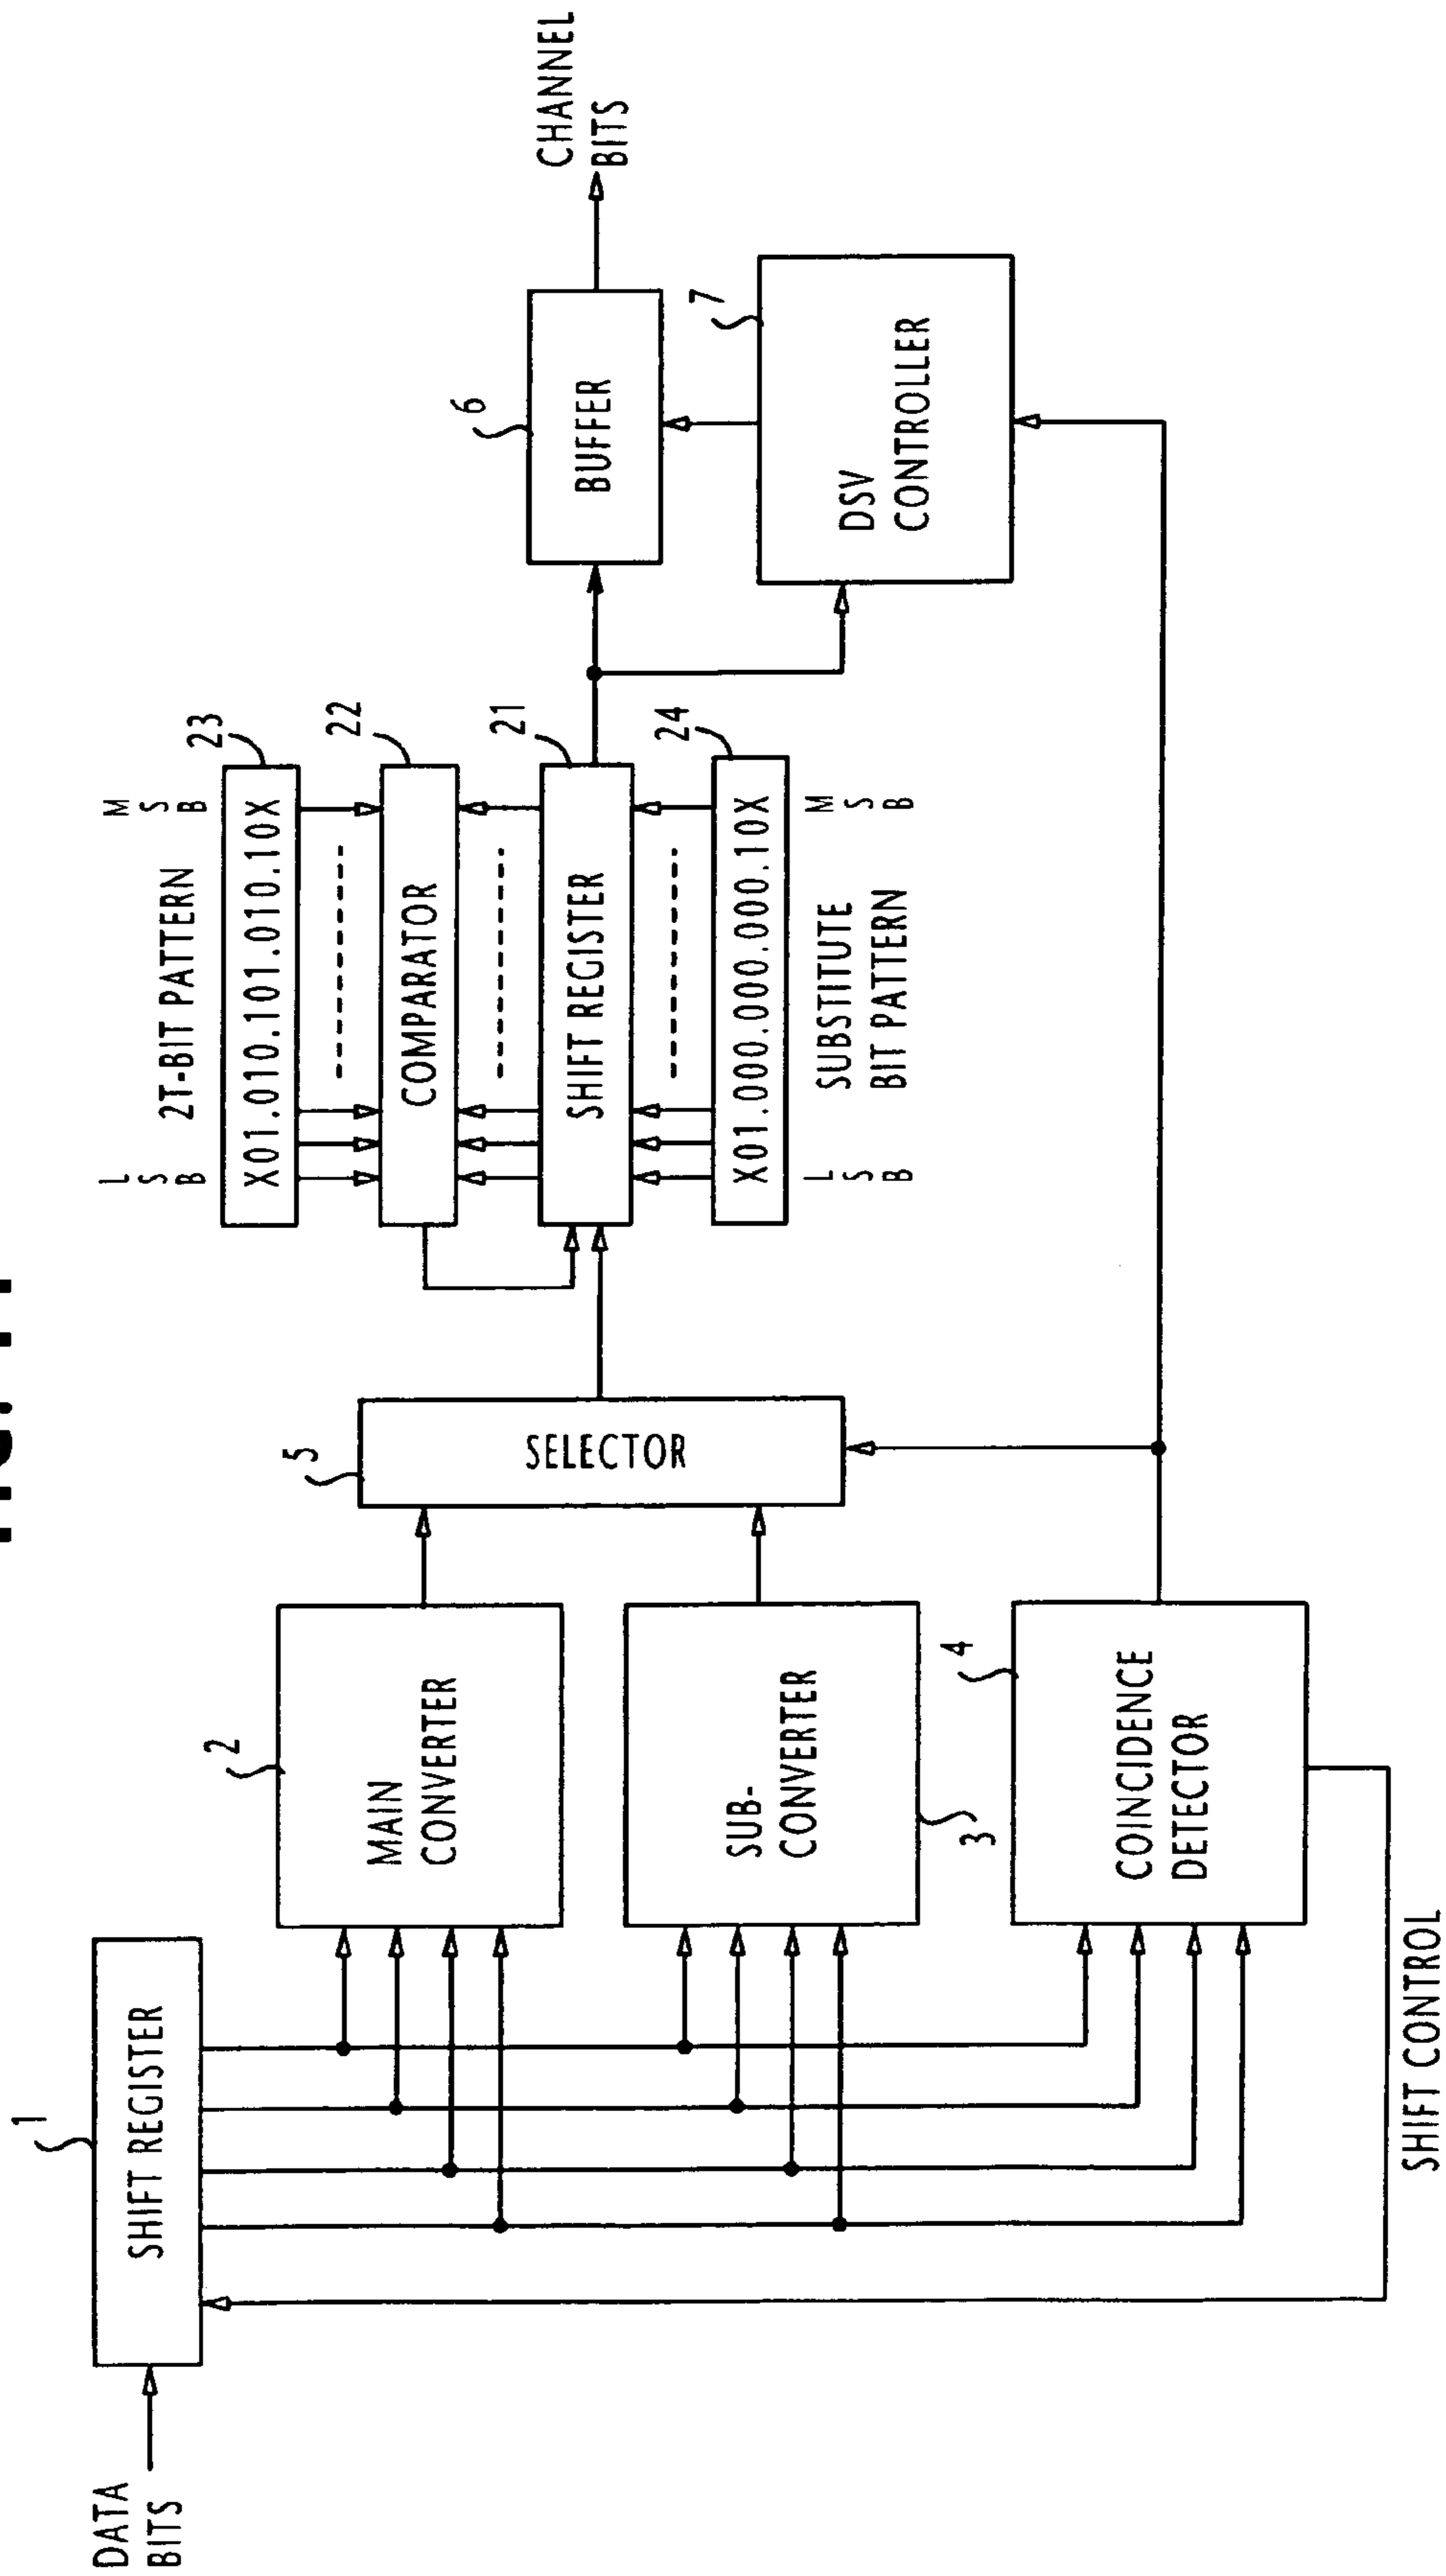 DATA
BITS
1
SHIFT REGISTER
2
MAIN
CONVERTER
SUB-
CONVERTER
3
4
COINCIDENCE
DETECTOR
SHIFT CONTROL
5
SELECTOR
L
S
B
2T-BIT PATTERN
M
S
B
23
X01.010.101.010.10X
22
COMPARATOR
21
SHIFT REGISTER
24
X01.000.000.000.10X
L
S
B
SUBSTITUTE
BIT PATTERN
M
S
B
6
BUFFER
7
DSV
CONTROLLER
CHANNEL
BITS